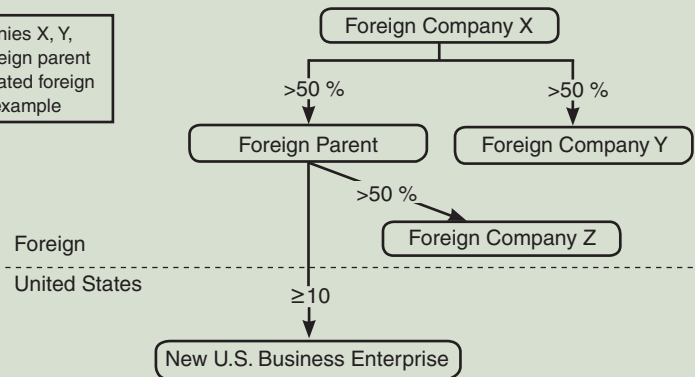 nies X, Y,
eign parent
ated foreign
example
Foreign Company X
>50 %
>50 %
Foreign Parent
Foreign Company Y
>50 %
Foreign Company Z
Foreign
United States
≥10
New U.S. Business Enterprise